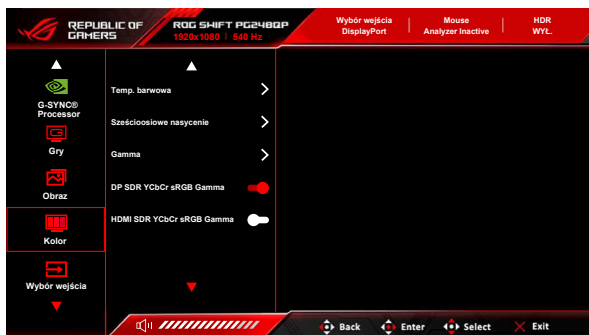 REPUBLIC OF
GAMERS
ROG SWIFT PG248QP
1920x1080 | 540 Hz
Wybór wejścia
DisplayPort
Mouse
Analyzer Inactive
HDR
WYŁ.
G-SYNC®
Processor
Gry
Obraz
Kolor
Wybór wejścia
Temp. barwowa
Sześcioosiowe nasycenie
Gamma
DP SDR YCbCr sRGB Gamma
HDMI SDR YCbCr sRGB Gamma
Back
Enter
Select
Exit